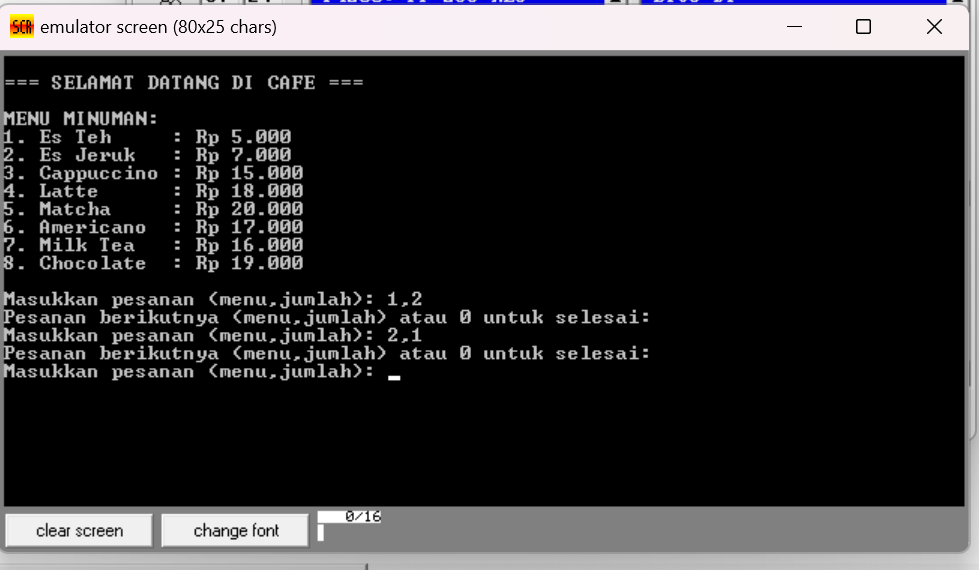 SCR emulator screen (80x25 chars)
=== SELAMAT DATANG DI CAFE ===
MENU MINUMAN:
1. Es Teh : Rp 5.000
2. Es Jeruk : Rp 7.000
3. Cappuccino : Rp 15.000
4. Latte : Rp 18.000
5. Matcha : Rp 20.000
6. Americano : Rp 17.000
7. Milk Tea : Rp 16.000
8. Chocolate : Rp 19.000
Masukkan pesanan (menu,jumlah): 1,2
Pesanan berikutnya (menu,jumlah) atau 0 untuk selesai:
Masukkan pesanan (menu,jumlah): 2,1
Pesanan berikutnya (menu,jumlah) atau 0 untuk selesai:
Masukkan pesanan (menu,jumlah): _
clear screen
change font
0/16